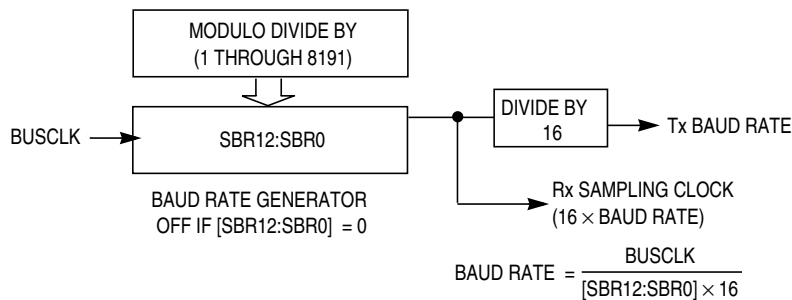 MODULO DIVIDE BY
(1 THROUGH 8191)
BUSCLK
SBR12:SBR0
DIVIDE BY
16
Tx BAUD RATE
BAUD RATE GENERATOR
OFF IF [SBR12:SBR0] = 0
Rx SAMPLING CLOCK
(16 × BAUD RATE)
BAUD RATE =
BUSCLK
[SBR12:SBR0] × 16